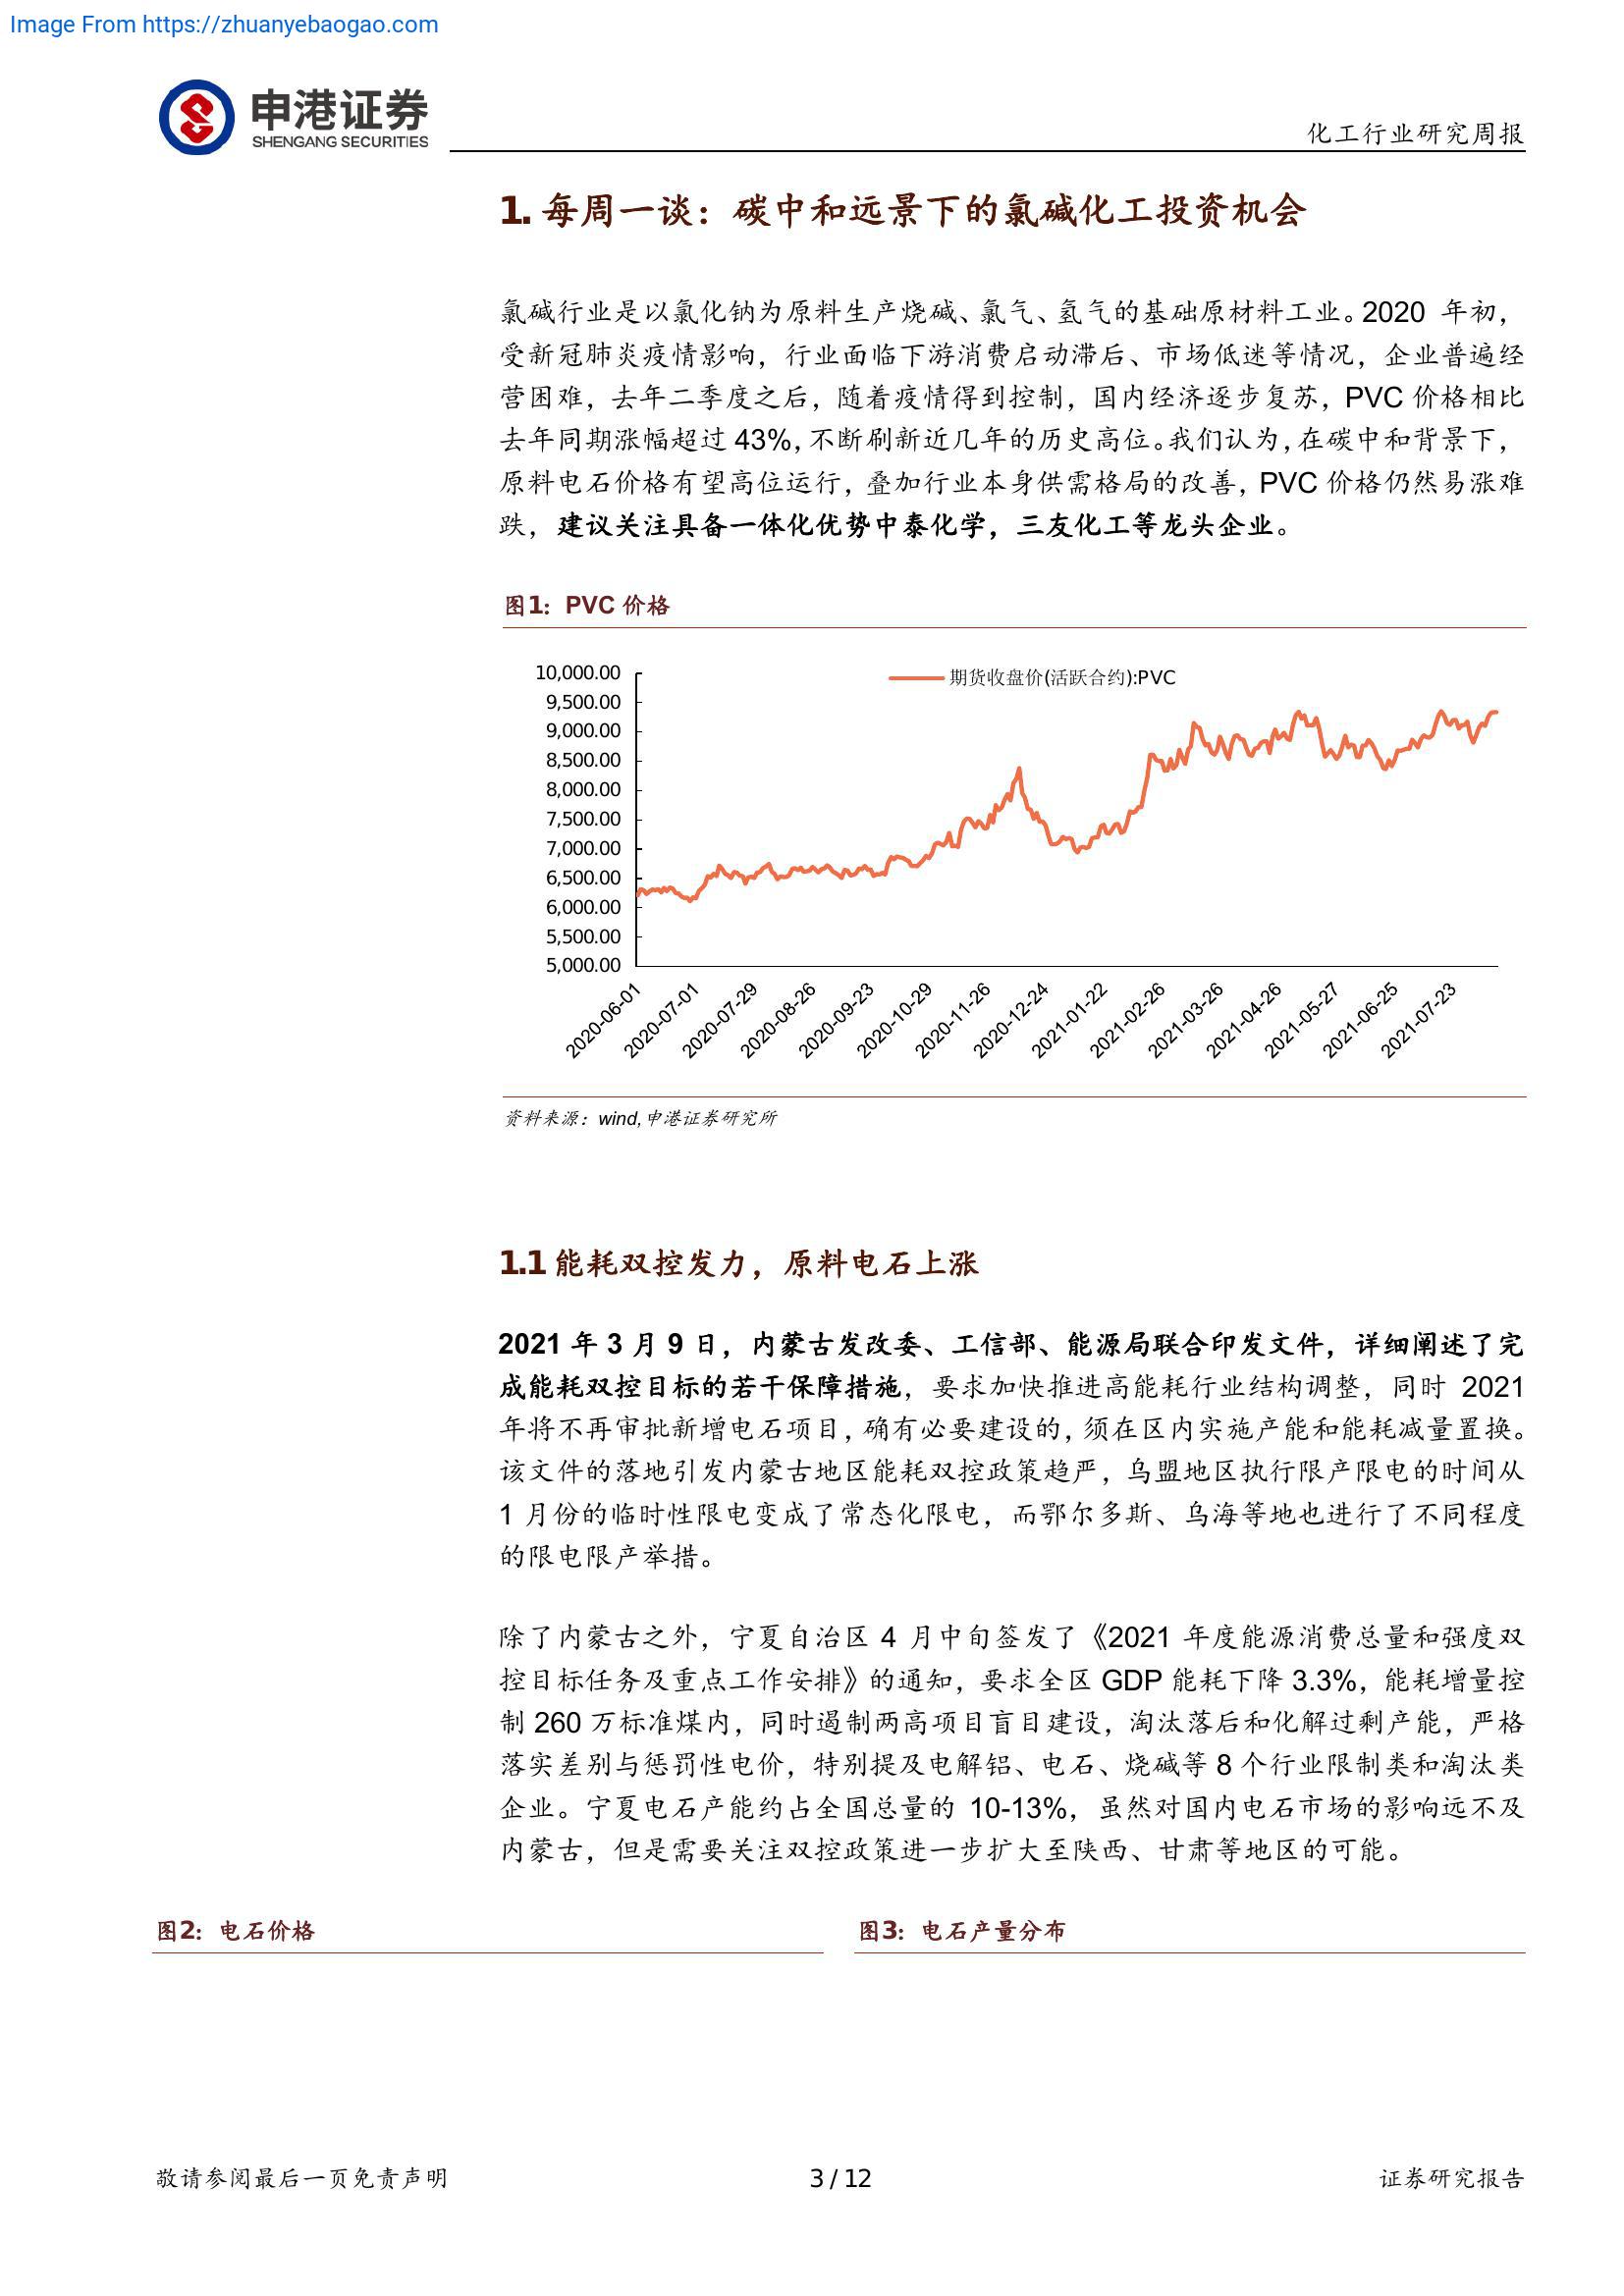 Image From https://zhuanyebaogao.com
申港证券
SHENGANG SECURITIES
化工行业研究周报
1. 每周一谈：碳中和远景下的氯碱化工投资机会
氯碱行业是以氯化钠为原料生产烧碱、氯气、氢气的基础原材料工业。2020 年初，
受新冠肺炎疫情影响，行业面临下游消费启动滞后、市场低迷等情况，企业普遍经
营困难，去年二季度之后，随着疫情得到控制，国内经济逐步复苏，PVC 价格相比
去年同期涨幅超过 43%，不断刷新近几年的历史高位。我们认为，在碳中和背景下，
原料电石价格有望高位运行，叠加行业本身供需格局的改善，PVC 价格仍然易涨难
跌，建议关注具备一体化优势中泰化学，三友化工等龙头企业。
图1：PVC 价格
期货收盘价(活跃合约):PVC
10,000.00
9,500.00
9,000.00
8,500.00
8,000.00
7,500.00
7,000.00
6,500.00
6,000.00
5,500.00
5,000.00
2020-06-01
2020-07-01
2020-07-29
2020-08-26
2020-09-23
2020-10-29
2020-11-26
2020-12-24
2021-01-22
2021-02-26
2021-03-26
2021-04-26
2021-05-27
2021-06-25
2021-07-23
资料来源：wind,申港证券研究所
1.1 能耗双控发力，原料电石上涨
2021 年 3 月 9 日，内蒙古发改委、工信部、能源局联合印发文件，详细阐述了完
成能耗双控目标的若干保障措施，要求加快推进高能耗行业结构调整，同时 2021
年将不再审批新增电石项目，确有必要建设的，须在区内实施产能和能耗减量置换。
该文件的落地引发内蒙古地区能耗双控政策趋严，乌盟地区执行限产限电的时间从
1 月份的临时性限电变成了常态化限电，而鄂尔多斯、乌海等地也进行了不同程度
的限电限产举措。
除了内蒙古之外，宁夏自治区 4 月中旬签发了《2021 年度能源消费总量和强度双
控目标任务及重点工作安排》的通知，要求全区 GDP 能耗下降 3.3%，能耗增量控
制 260 万标准煤内，同时遏制两高项目盲目建设，淘汰落后和化解过剩产能，严格
落实差别与惩罚性电价，特别提及电解铝、电石、烧碱等 8 个行业限制类和淘汰类
企业。宁夏电石产能约占全国总量的 10-13%，虽然对国内电石市场的影响远不及
内蒙古，但是需要关注双控政策进一步扩大至陕西、甘肃等地区的可能。
图2：电石价格
图3：电石产量分布
敬请参阅最后一页免责声明
3 / 12
证券研究报告